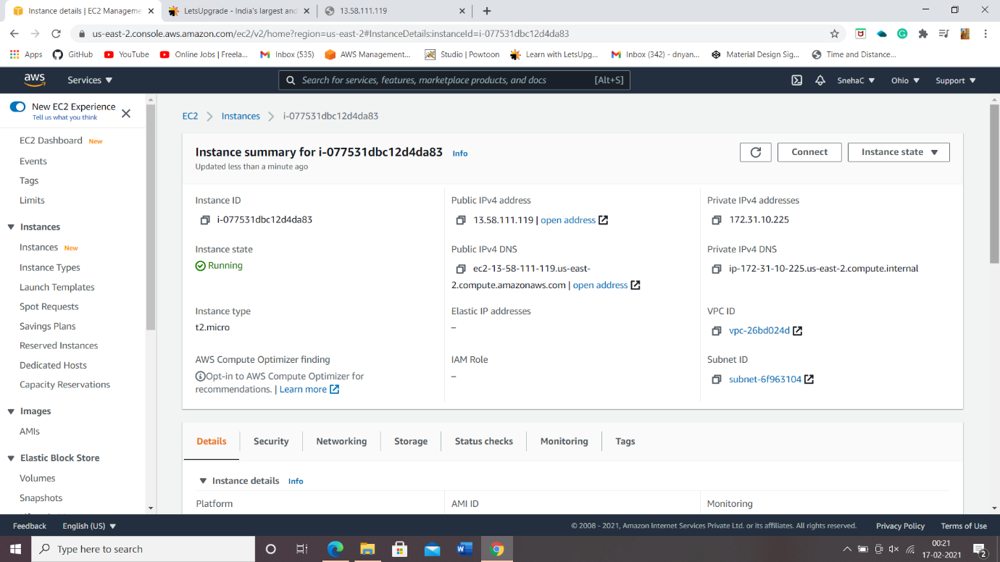 Instance details | EC2 Manageme
LetsUpgrade - India's largest and
13.58.111.119
us-east-2.console.aws.amazon.com/ec2/v2/home?region=us-east-2#InstanceDetails:instanceId=i-077531dbc12d4da83
Apps
GitHub
YouTube
Online Jobs | Freela...
Inbox (535)
AWS Management...
Studio | Powtoon
Learn with LetsUpg...
Inbox (342) - dnyan...
Material Design Sig...
Time and Distance...
aws
Services
Search for services, features, marketplace products, and docs
[Alt+S]
SnehaC
Ohio
Support
New EC2 Experience
Tell us what you think
EC2 Dashboard New
Events
Tags
Limits
Instances
Instances New
Instance Types
Launch Templates
Spot Requests
Savings Plans
Reserved Instances
Dedicated Hosts
Capacity Reservations
Images
AMIs
Elastic Block Store
Volumes
Snapshots
EC2
Instances
i-077531dbc12d4da83
Instance summary for i-077531dbc12d4da83 Info
Updated less than a minute ago
Connect
Instance state
Instance ID
i-077531dbc12d4da83
Public IPv4 address
13.58.111.119 | open address
Private IPv4 addresses
172.31.10.225
Instance state
Running
Public IPv4 DNS
ec2-13-58-111-119.us-east-
2.compute.amazonaws.com | open address
Private IPv4 DNS
ip-172-31-10-225.us-east-2.compute.internal
Instance type
t2.micro
Elastic IP addresses
–
VPC ID
vpc-26bd024d
AWS Compute Optimizer finding
Opt-in to AWS Compute Optimizer for
recommendations. | Learn more
IAM Role
–
Subnet ID
subnet-6f963104
Details
Security
Networking
Storage
Status checks
Monitoring
Tags
Instance details Info
Platform
AMI ID
Monitoring
Feedback
English (US)
© 2008 - 2021, Amazon Internet Services Private Ltd. or its affiliates. All rights reserved.
Privacy Policy
Terms of Use
Type here to search
00:21
17-02-2021
2